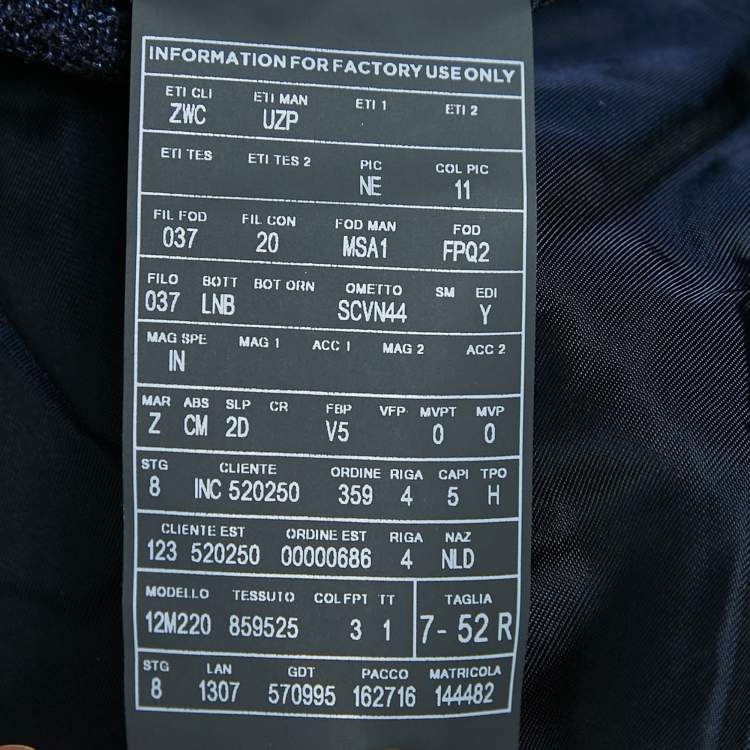 INFORMATION FOR FACTORY USE ONLY
ETI CLI ETI MAN ETI 1 ETI 2
ZWC UZP
ETI TES ETI TES 2 PIC COL PIC
NE 11
FIL FOD FIL CON FOD MAN FOD
037 20 MSA1 FPQ2
FILO BOTT BOT ORN OMETTO SM EDI
037 LNB SCVN44 Y
MAG SPE MAG 1 ACC 1 MAG 2 ACC 2
IN
MAR ABS SLP CR FBP VFP MVPT MVP
Z CM 2D V5 0 0
STG CLIENTE ORDINE RIGA CAPI TPO
8 INC 520250 359 4 5 H
CLIENTE EST ORDINE EST RIGA NAZ
123 520250 00000686 4 NLD
MODELLO TESSUTO COL FPT TT TAGLIA
12M220 859525 3 1 7- 52 R
STG LAN GDT PACCO MATRICOLA
8 1307 570995 162716 144482